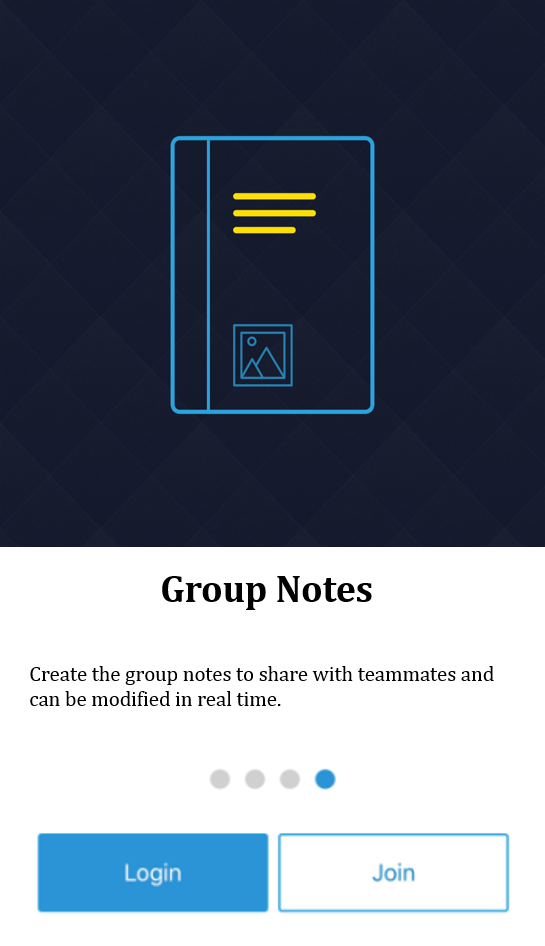 Group Notes
Create the group notes to share with teammates and
can be modified in real time.
Login
Join